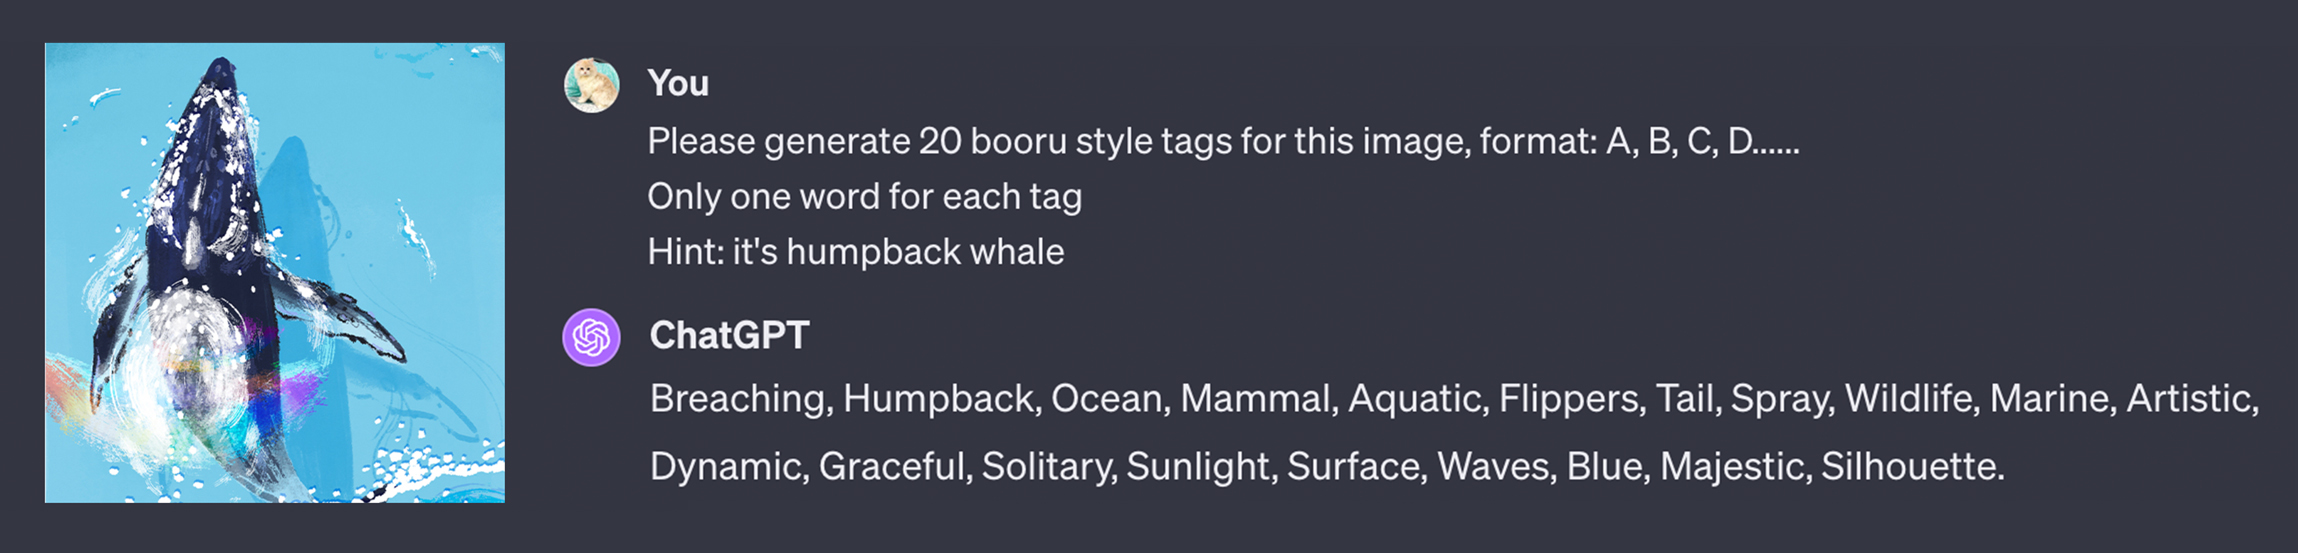 You
Please generate 20 booru style tags for this image, format: A, B, C, D......
Only one word for each tag
Hint: it's humpback whale
ChatGPT
Breaching, Humpback, Ocean, Mammal, Aquatic, Flippers, Tail, Spray, Wildlife, Marine, Artistic,
Dynamic, Graceful, Solitary, Sunlight, Surface, Waves, Blue, Majestic, Silhouette.